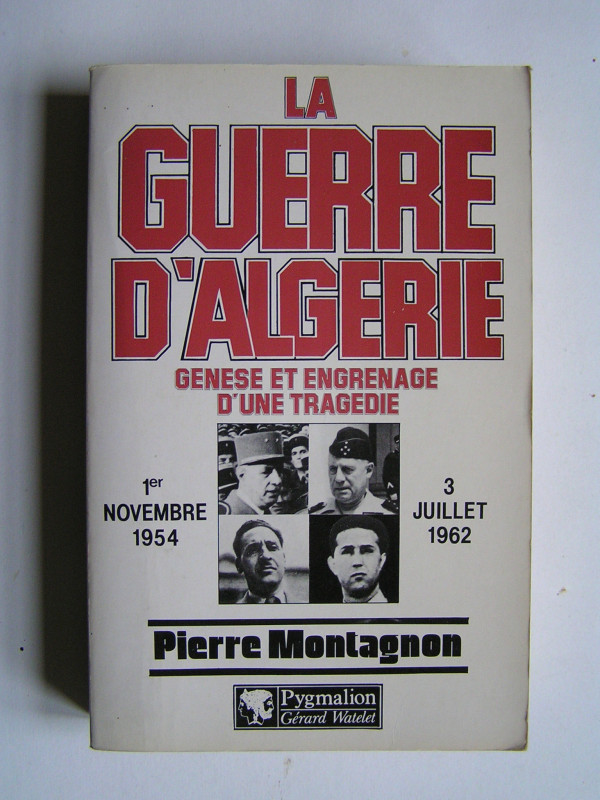 LA
GUERRE
D'ALGERIE
GENESE ET ENGRENAGE
D'UNE TRAGEDIE
1er
NOVEMBRE
1954
3
JUILLET
1962
Pierre Montagnon
Pygmalion
Gérard Watelet